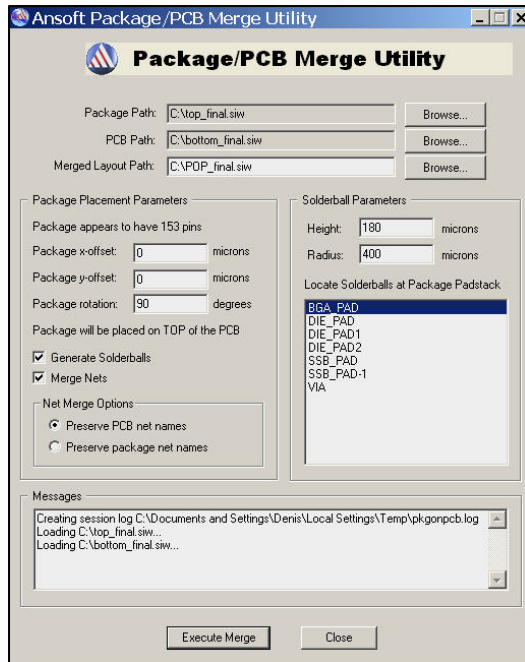 Ansoft Package/PCB Merge Utility
Package/PCB Merge Utility
Package Path: C:\top_final.siw Browse...
PCB Path: C:\bottom_final.siw Browse...
Merged Layout Path: C:\POP_final.siw Browse...
Package Placement Parameters
Package appears to have 153 pins
Package x-offset: 0 microns
Package y-offset: 0 microns
Package rotation: 90 degrees
Package will be placed on TOP of the PCB
Generate Solderballs
Merge Nets
Net Merge Options
Preserve PCB net names
Preserve package net names
Solderball Parameters
Height: 180 microns
Radius: 400 microns
Locate Solderballs at Package Padstack
BGA_PAD
DIE_PAD
DIE_PAD1
DIE_PAD2
SSB_PAD
SSB_PAD-1
VIA
Messages
Creating session log C:\Documents and Settings\Denis\Local Settings\Temp\pkgonpcb.log
Loading C:\top_final.siw...
Loading C:\bottom_final.siw...
Execute Merge Close